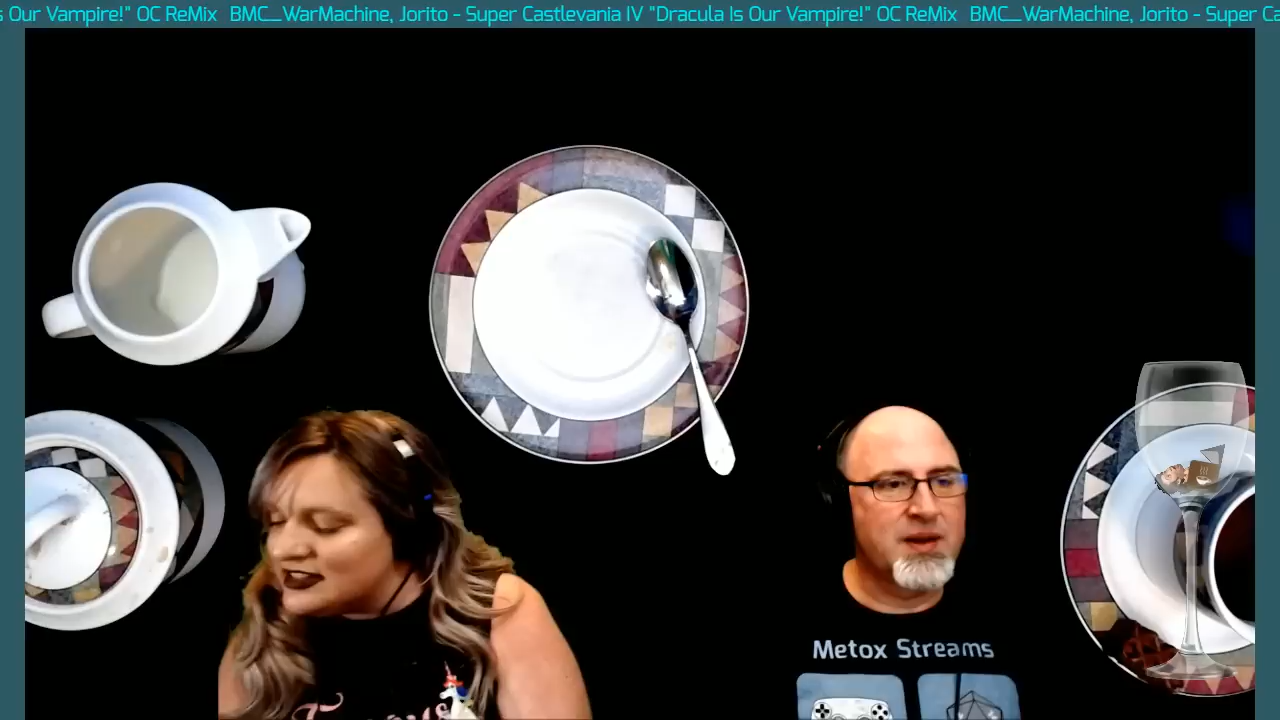 s Our Vampire!" OC ReMix BMC_WarMachine, Jorito - Super Castlevania IV "Dracula Is Our Vampire!" OC ReMix BMC_WarMachine, Jorito - Super Ca
Metox Streams